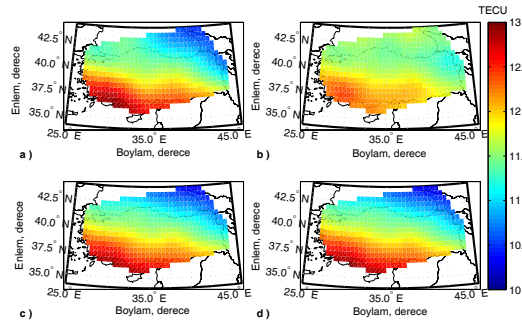 TECU
42.5° N
40.0° N
37.5° N
35.0° N
25.0° E
35.0° E
45.0° E
Enlem, derece
Boylam, derece
a )
42.5° N
40.0° N
37.5° N
35.0° N
25.0° E
35.0° E
45.0° E
Enlem, derece
Boylam, derece
b )
42.5° N
40.0° N
37.5° N
35.0° N
25.0° E
35.0° E
45.0° E
Enlem, derece
Boylam, derece
c )
42.5° N
40.0° N
37.5° N
35.0° N
25.0° E
35.0° E
45.0° E
Enlem, derece
Boylam, derece
d )
13
12.
12
11.
11
10.
10